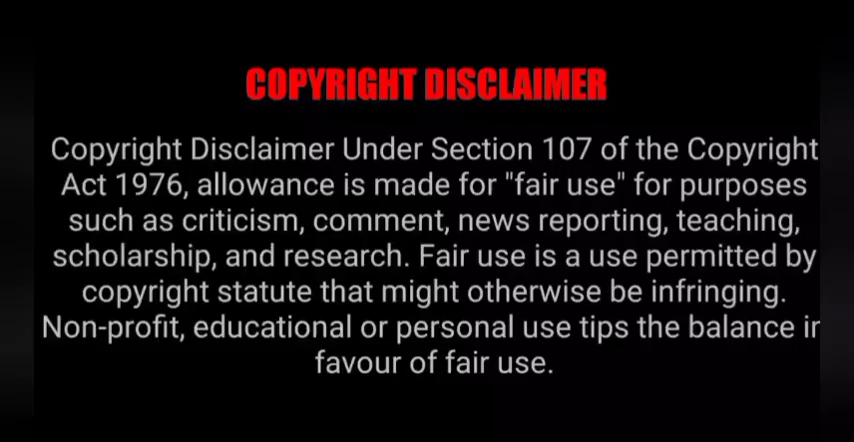 COPYRIGHT DISCLAIMER
Copyright Disclaimer Under Section 107 of the Copyright
Act 1976, allowance is made for "fair use" for purposes
such as criticism, comment, news reporting, teaching,
scholarship, and research. Fair use is a use permitted by
copyright statute that might otherwise be infringing.
Non-profit, educational or personal use tips the balance in
favour of fair use.